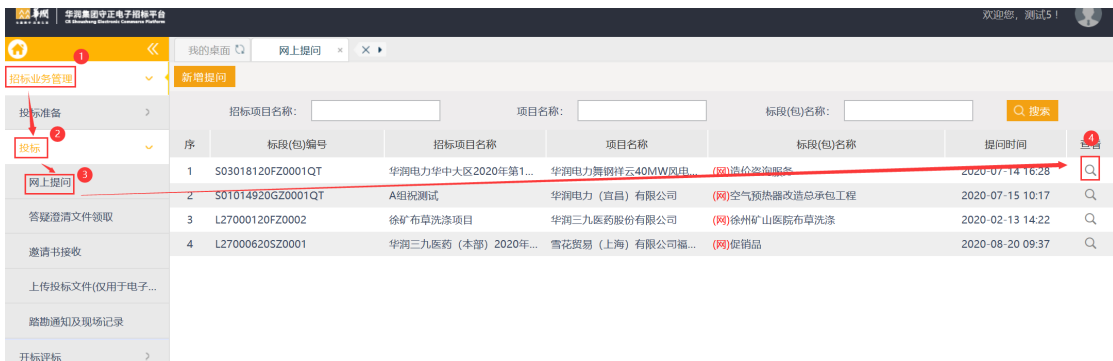 华润集团守正电子招标平台
CR Shouzheng Electronic Commerce Platform
欢迎您，测试5！
我的桌面
网上提问 ×
1
招标业务管理
新增提问
投标准备
招标项目名称：
项目名称：
标段(包)名称：
搜索
2
投标
序
标段(包)编号
招标项目名称
项目名称
标段(包)名称
提问时间
4
网上提问
3
1 S03018120FZ0001QT 华润电力华中大区2020年第1... 华润电力舞钢祥云40MW风电... (网)造价咨询服务 2020-07-14 16:28
2 S01014920GZ0001QT A组祝测试 华润电力（宜昌）有限公司 (网)空气预热器改造总承包工程 2020-07-15 10:17
答疑澄清文件领取
3 L27000120FZ0002 徐矿布草洗涤项目 华润三九医药股份有限公司 (网)徐州矿山医院布草洗涤 2020-02-13 14:22
4 L27000620SZ0001 华润三九医药（本部）2020年... 雪花贸易（上海）有限公司福... (网)促销品 2020-08-20 09:37
邀请书接收
上传投标文件(仅用于电子...
踏勘通知及现场记录
开标评标